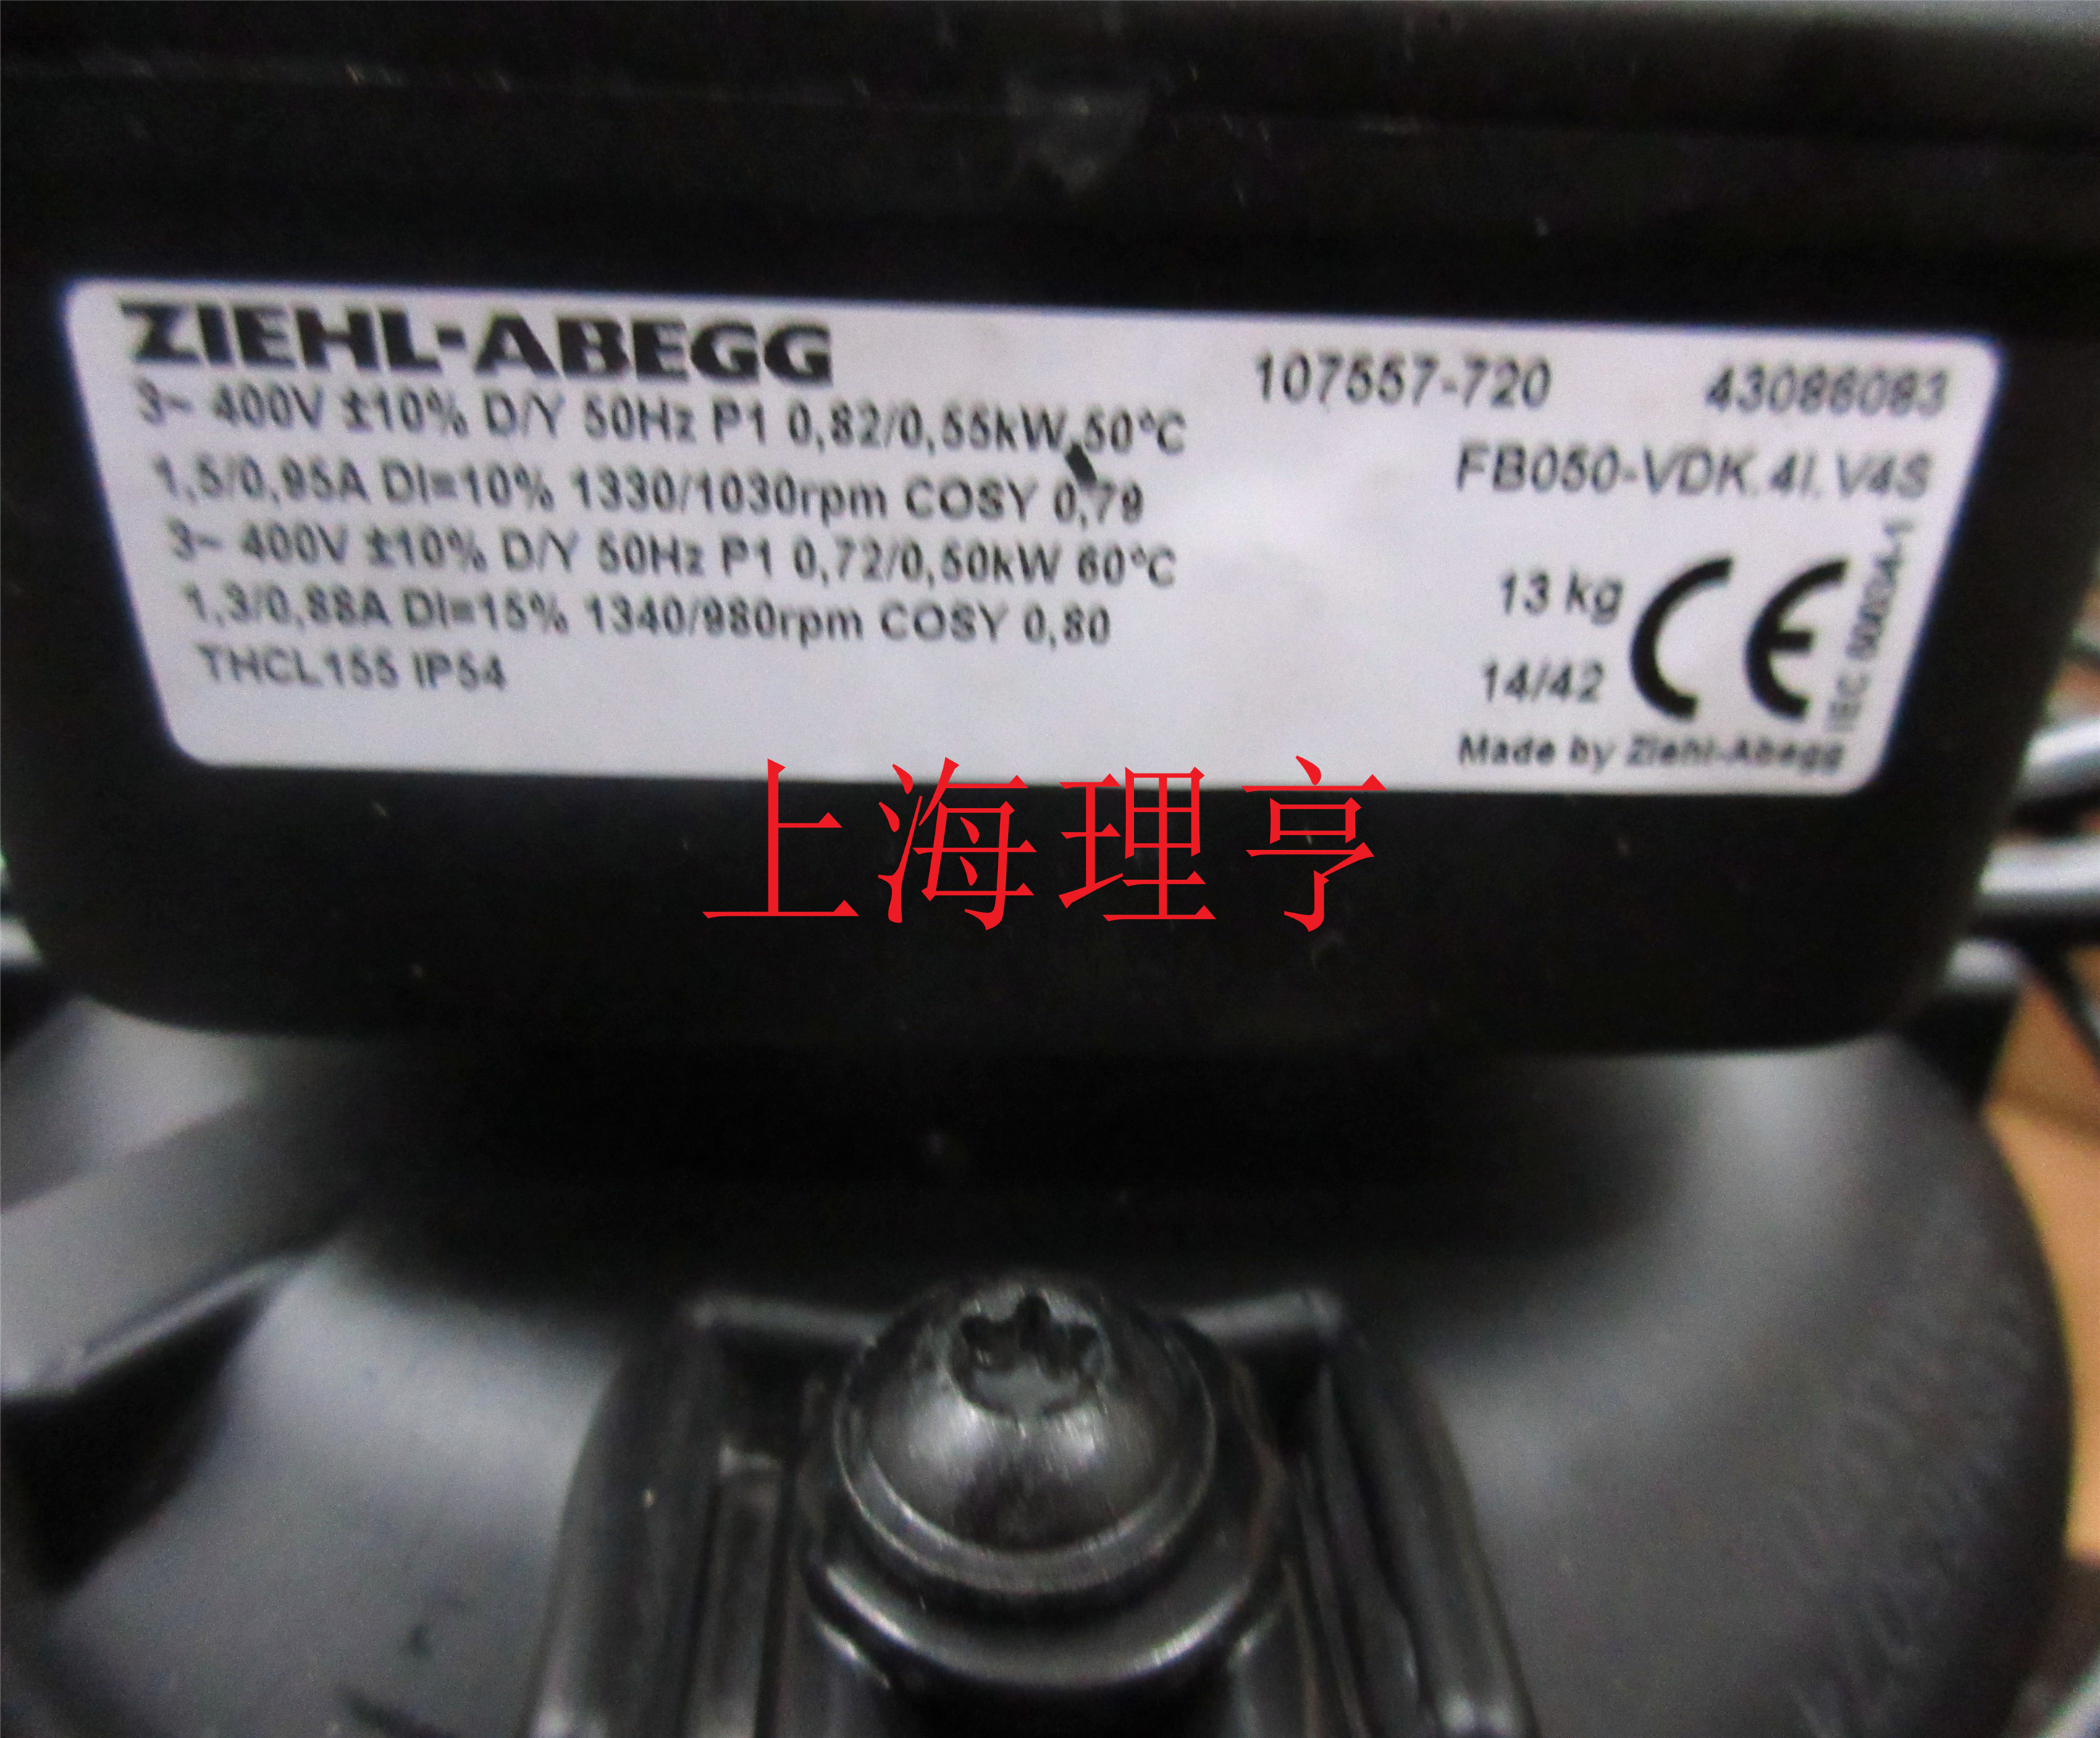 ZIEHL-ABEGG
107557-720 43086083
3~ 400V ±10% D/Y 50Hz P1 0,82/0,55kW 50°C
FB050-VDK.4I.V4S
1,5/0,95A DI=10% 1330/1030rpm COSY 0,79
3~ 400V ±10% D/Y 50Hz P1 0,72/0,50kW 60°C
1,3/0,88A DI=15% 1340/980rpm COSY 0,80
THCL155 IP54
13 kg
14/42
CE
IEC 60034-1
Made by Ziehl-Abegg
上海理亨